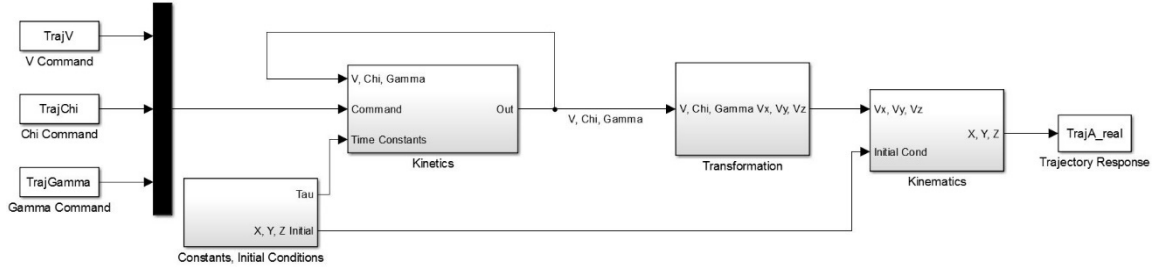 TrajV
V Command
TrajChi
Chi Command
TrajGamma
Gamma Command
V, Chi, Gamma
Command
Time Constants
Out
Kinetics
Tau
X, Y, Z Initial
Constants, Initial Conditions
V, Chi, Gamma
V, Chi, Gamma Vx, Vy, Vz
Transformation
Vx, Vy, Vz
Initial Cond
X, Y, Z
Kinematics
TrajA_real
Trajectory Response